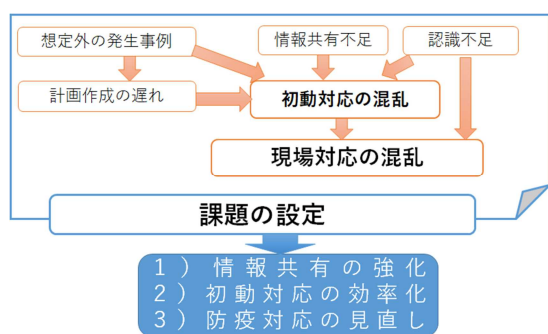 想定外の発生事例
情報共有不足
認識不足
計画作成の遅れ
初動対応の混乱
現場対応の混乱
課題の設定
１）情報共有の強化
２）初動対応の効率化
３）防疫対応の見直し